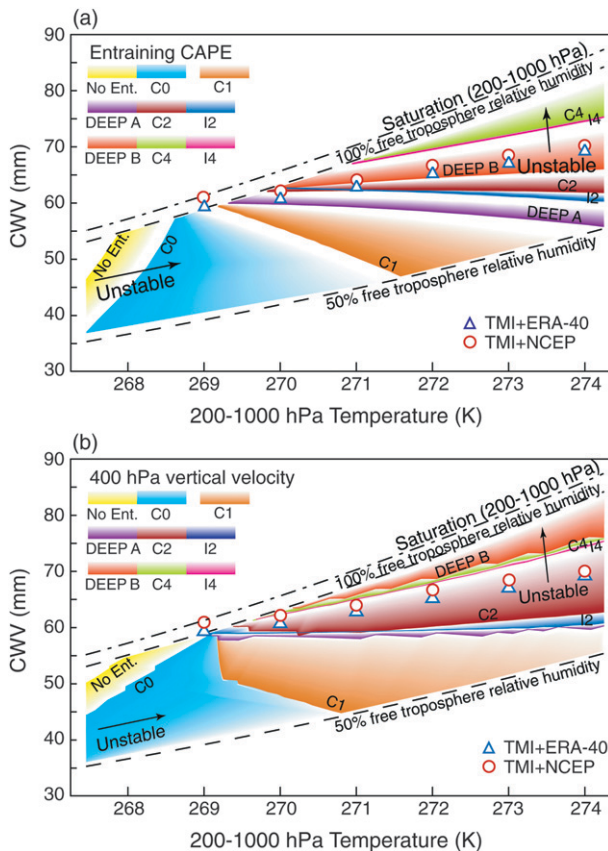 (a)
Entraining CAPE
No Ent. C0 C1
DEEP A C2 I2
DEEP B C4 I4
Saturation (200-1000 hPa)
100% free troposphere relative humidity
C4
I4
DEEP B
Unstable
C2
I2
DEEP A
No Ent.
C0
Unstable
C1
50% free troposphere relative humidity
TMI+ERA-40
TMI+NCEP
CWV (mm)
90
80
70
60
50
40
30
268 269 270 271 272 273 274
200-1000 hPa Temperature (K)
(b)
400 hPa vertical velocity
No Ent. C0 C1
DEEP A C2 I2
DEEP B C4 I4
Saturation (200-1000 hPa)
100% free troposphere relative humidity
DEEP B
C4
I4
Unstable
C2
I2
No Ent.
C0
Unstable
C1
50% free troposphere relative humidity
TMI+ERA-40
TMI+NCEP
CWV (mm)
90
80
70
60
50
40
30
268 269 270 271 272 273 274
200-1000 hPa Temperature (K)